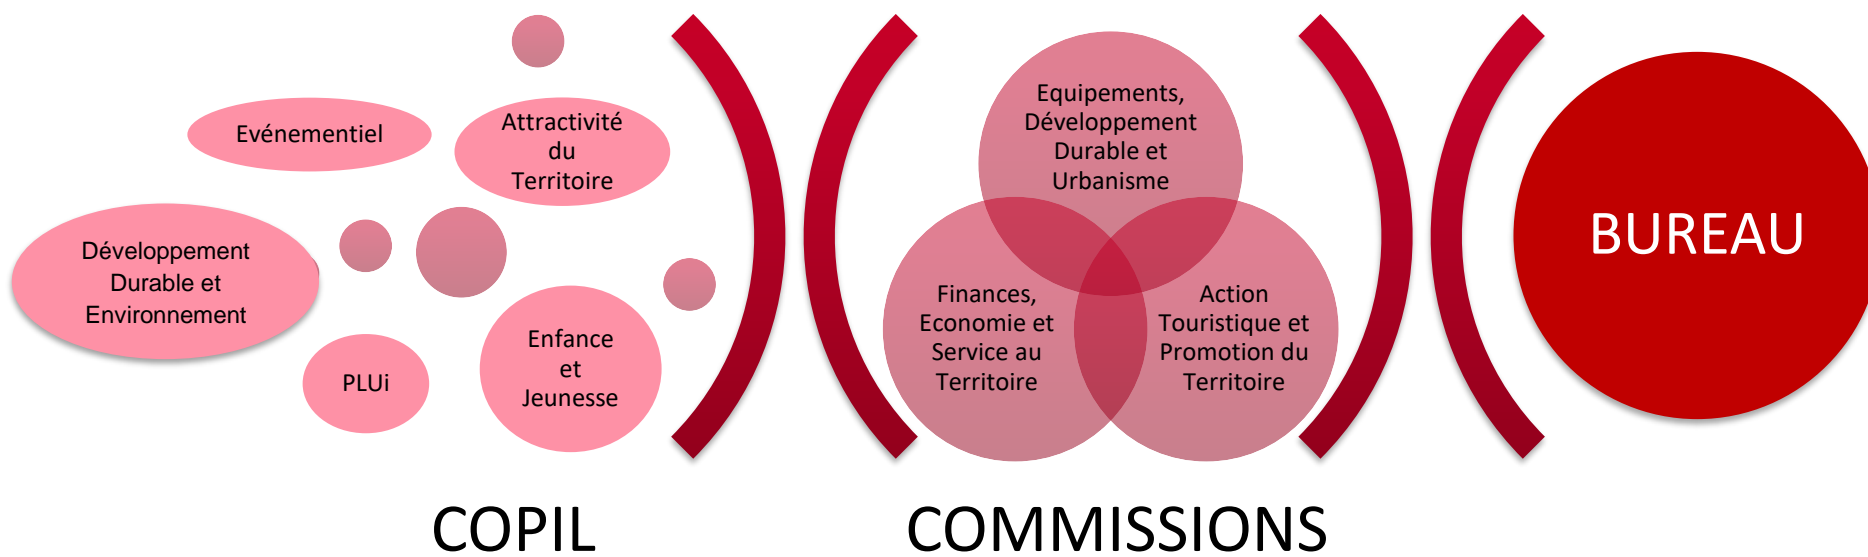 Evénementiel
Attractivité
du
Territoire
Développement
Durable et
Environnement
PLUi
Enfance
et
Jeunesse
COPIL
Equipements,
Développement
Durable et
Urbanisme
Finances,
Economie et
Service au
Territoire
Action
Touristique et
Promotion du
Territoire
COMMISSIONS
BUREAU